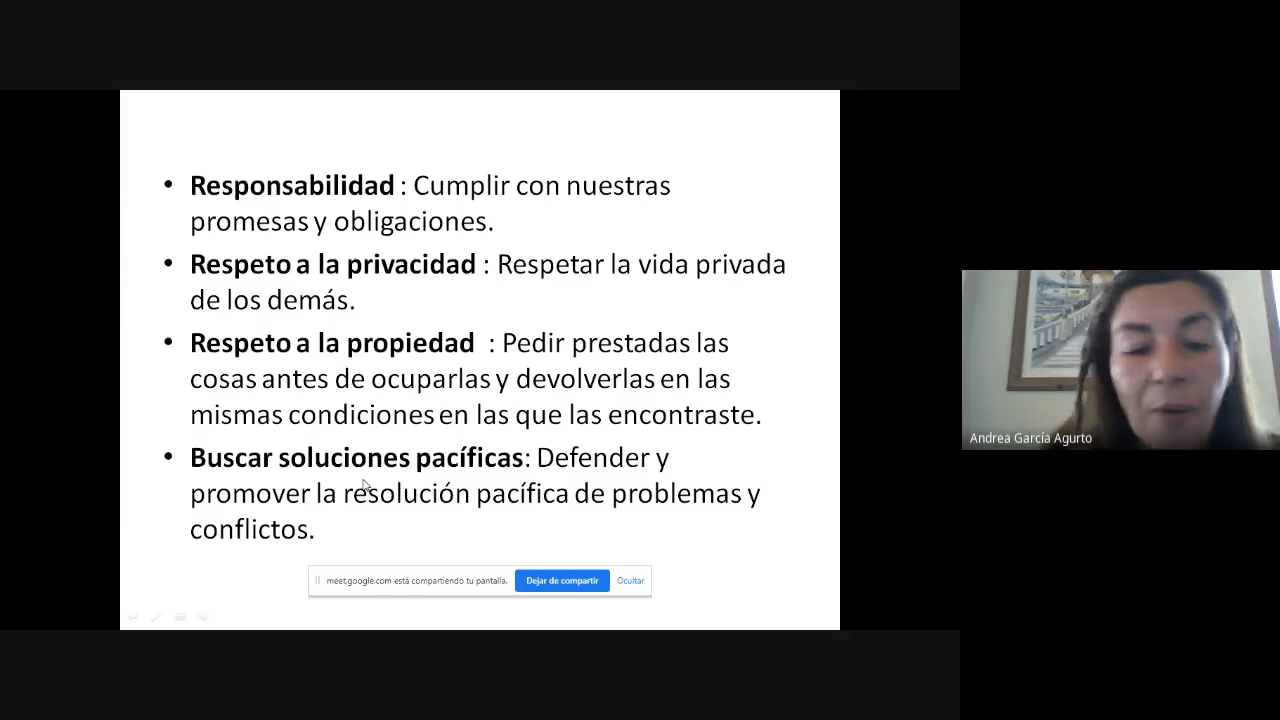 • Responsabilidad : Cumplir con nuestras
promesas y obligaciones.
• Respeto a la privacidad : Respetar la vida privada
de los demás.
• Respeto a la propiedad  : Pedir prestadas las
cosas antes de ocuparlas y devolverlas en las
mismas condiciones en las que las encontraste.
• Buscar soluciones pacíficas: Defender y
promover la resolución pacífica de problemas y
conflictos.
meet.google.com está compartiendo tu pantalla. Dejar de compartir Ocultar
Andrea García Agurto